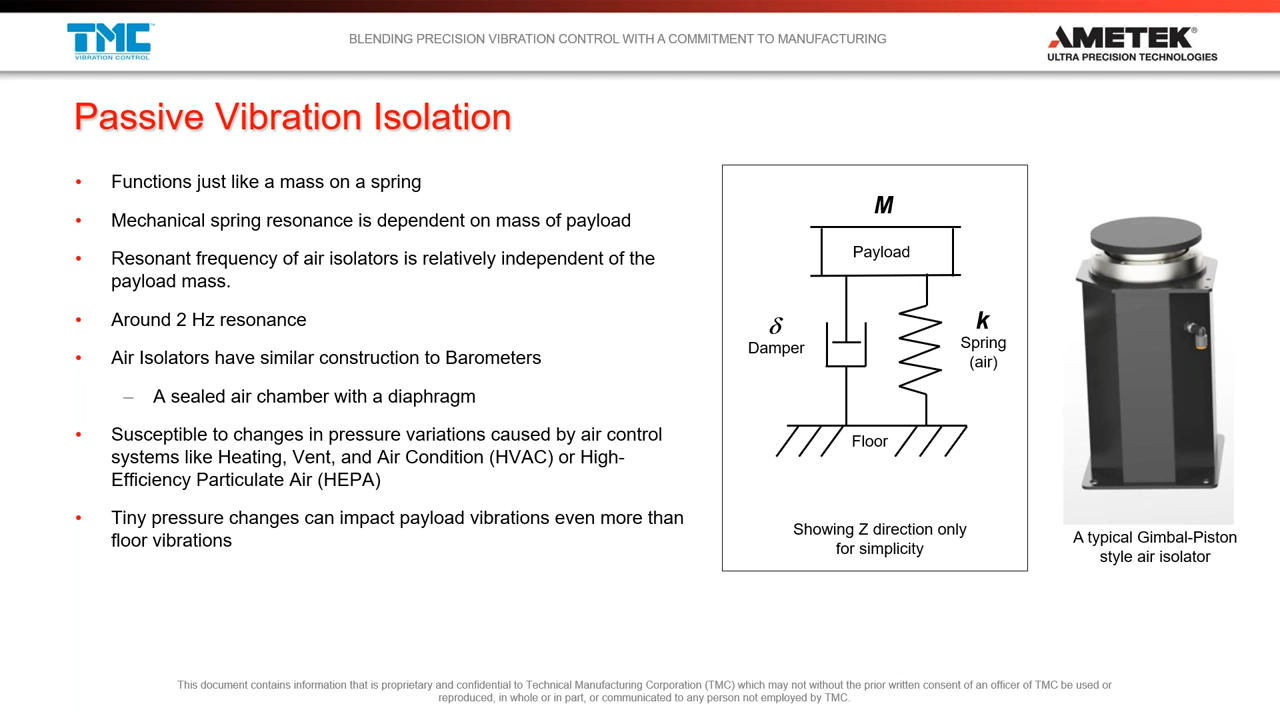 TMC™
VIBRATION CONTROL
BLENDING PRECISION VIBRATION CONTROL WITH A COMMITMENT TO MANUFACTURING
AMETEK®
ULTRA PRECISION TECHNOLOGIES
Passive Vibration Isolation
• Functions just like a mass on a spring
• Mechanical spring resonance is dependent on mass of payload
• Resonant frequency of air isolators is relatively independent of the
payload mass.
• Around 2 Hz resonance
• Air Isolators have similar construction to Barometers
– A sealed air chamber with a diaphragm
• Susceptible to changes in pressure variations caused by air control
systems like Heating, Vent, and Air Condition (HVAC) or High-
Efficiency Particulate Air (HEPA)
• Tiny pressure changes can impact payload vibrations even more than
floor vibrations
M
Payload
δ
Damper
k
Spring
(air)
Floor
Showing Z direction only
for simplicity
A typical Gimbal-Piston
style air isolator
This document contains information that is proprietary and confidential to Technical Manufacturing Corporation (TMC) which may not without the prior written consent of an officer of TMC be used or
reproduced, in whole or in part, or communicated to any person not employed by TMC.